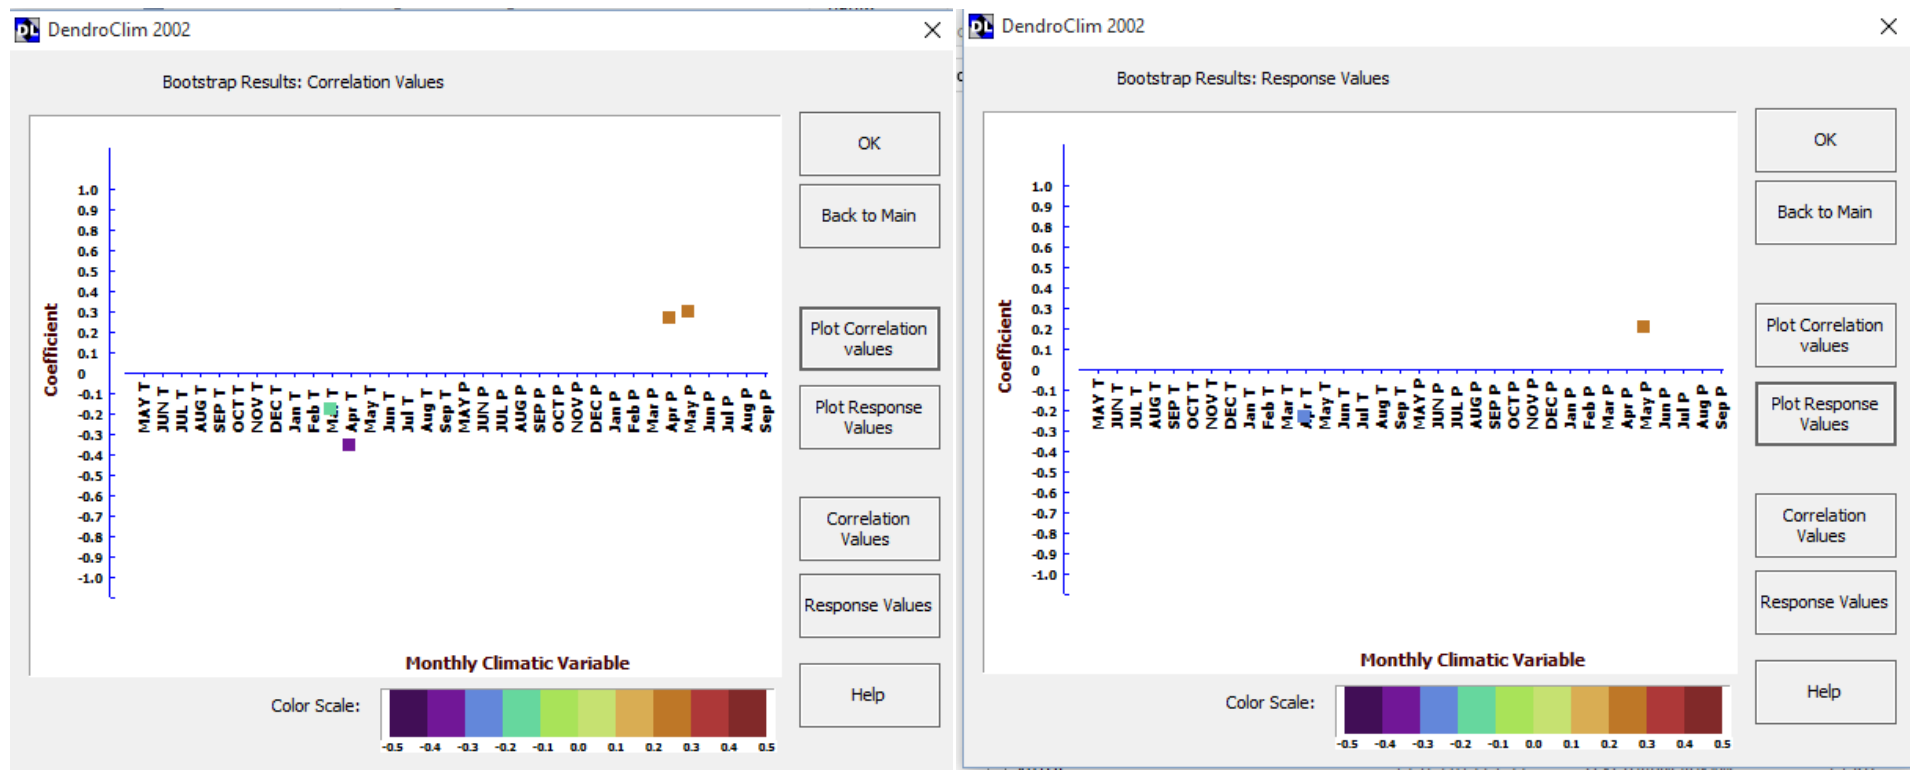 DendroClim 2002
Bootstrap Results: Correlation Values
1.0
0.9
0.8
0.6
0.5
0.4
0.3
0.2
0.1
0
-0.1
-0.2
-0.3
-0.4
-0.5
-0.6
-0.7
-0.8
-0.9
-1.0
Coefficient
MAY T
JUN T
JUL T
AUG T
SEP T
OCT T
NOV T
DEC T
Jan T
Feb T
Apr T
May T
Jun T
Jul T
Aug T
Sep T
MAY P
JUN P
JUL P
AUG P
SEP P
OCT P
NOV P
DEC P
Jan P
Feb P
Mar P
Apr P
May P
Jun P
Jul P
Aug P
Sep P
Monthly Climatic Variable
Color Scale:
-0.5 -0.4 -0.3 -0.2 -0.1 0.0 0.1 0.2 0.3 0.4 0.5
OK
Back to Main
Plot Correlation
values
Plot Response
Values
Correlation
Values
Response Values
Help
DendroClim 2002
Bootstrap Results: Response Values
1.0
0.9
0.8
0.6
0.5
0.4
0.3
0.2
0.1
0
-0.1
-0.2
-0.3
-0.4
-0.5
-0.6
-0.7
-0.8
-0.9
-1.0
Coefficient
MAY T
JUN T
JUL T
AUG T
SEP T
OCT T
NOV T
DEC T
Jan T
Feb T
Mar T
May T
Jun T
Jul T
Aug T
Sep T
MAY P
JUN P
JUL P
AUG P
SEP P
OCT P
NOV P
DEC P
Jan P
Feb P
Mar P
Apr P
May P
Jun P
Jul P
Aug P
Sep P
Monthly Climatic Variable
Color Scale:
-0.5 -0.4 -0.3 -0.2 -0.1 0.0 0.1 0.2 0.3 0.4 0.5
OK
Back to Main
Plot Correlation
values
Plot Response
Values
Correlation
Values
Response Values
Help